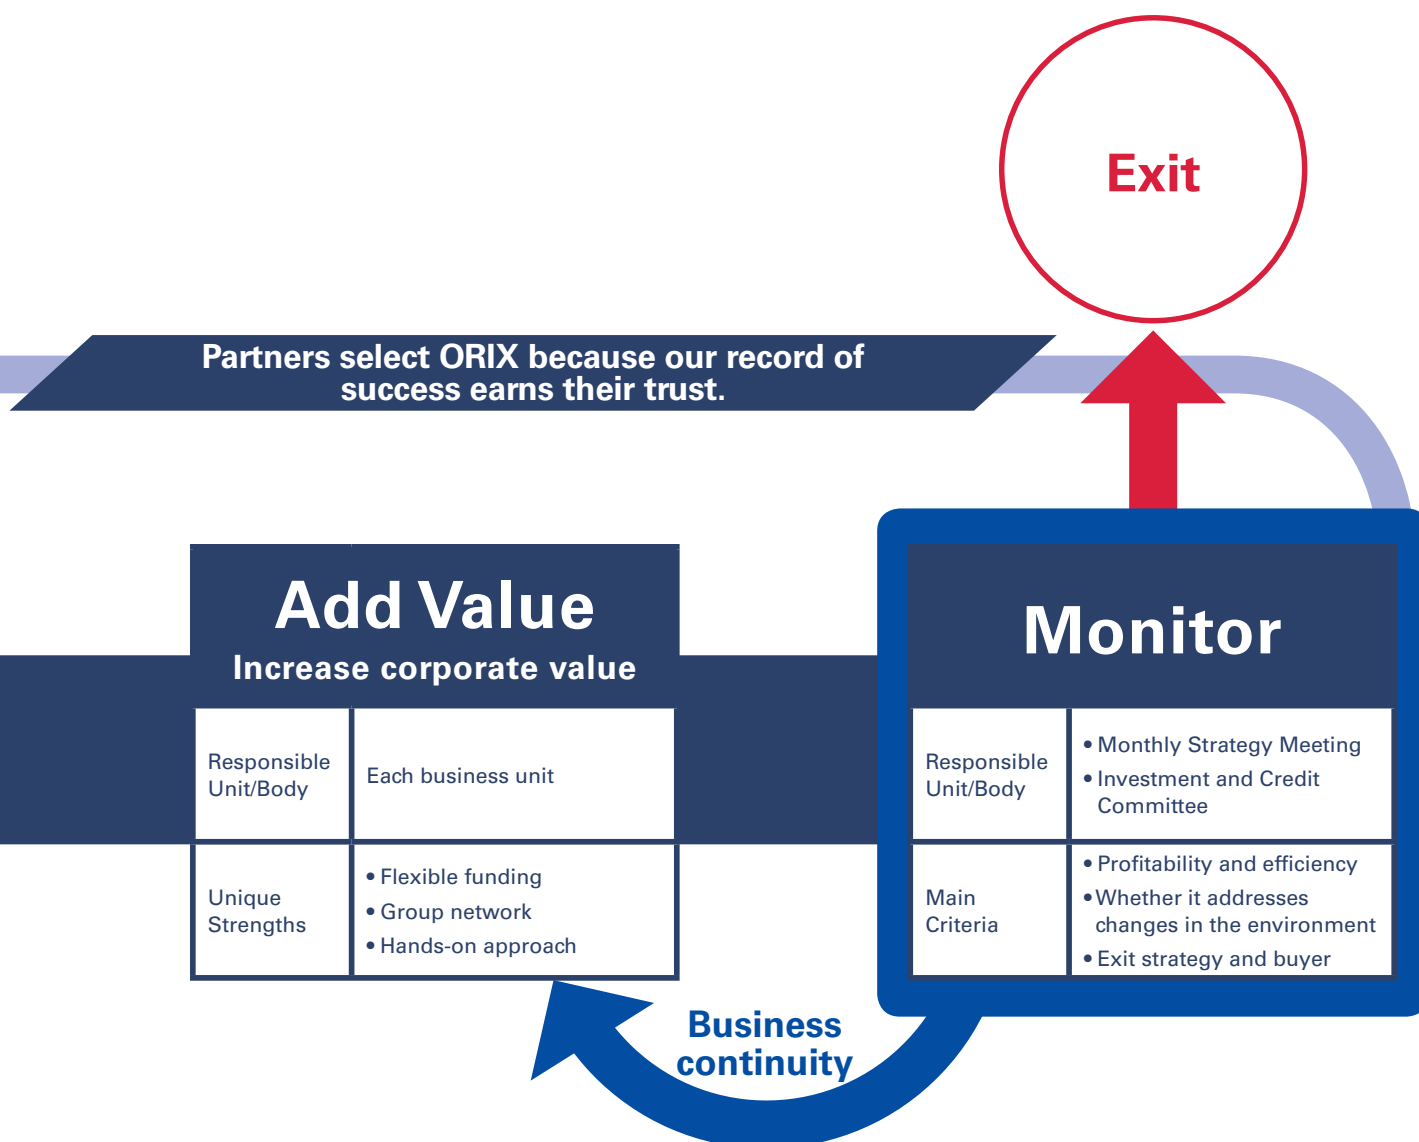 Exit
Partners select ORIX because our record of
success earns their trust.
Add Value
Increase corporate value
Responsible
Unit/Body
Each business unit
Unique
Strengths
• Flexible funding
• Group network
• Hands-on approach
Monitor
Responsible
Unit/Body
• Monthly Strategy Meeting
• Investment and Credit
Committee
Main
Criteria
• Profitability and efficiency
• Whether it addresses
changes in the environment
• Exit strategy and buyer
Business
continuity